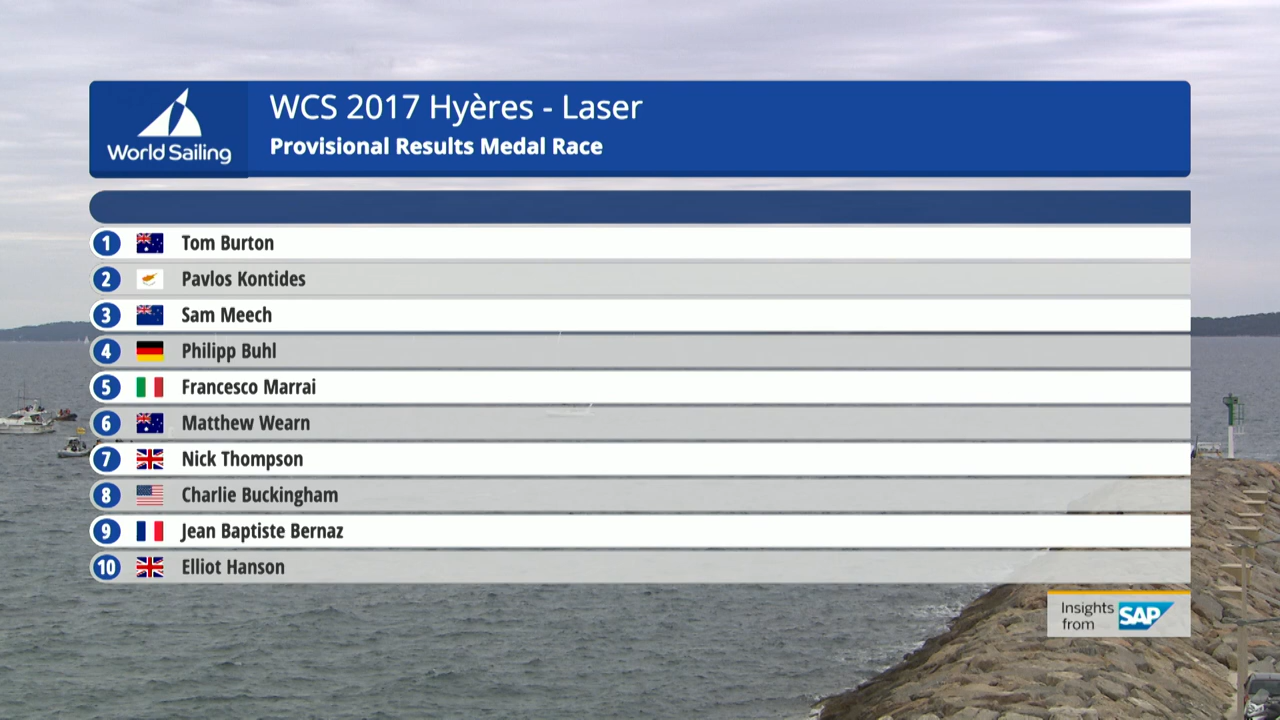 World Sailing
WCS 2017 Hyères - Laser
Provisional Results Medal Race
1 Tom Burton
2 Pavlos Kontides
3 Sam Meech
4 Philipp Buhl
5 Francesco Marrai
6 Matthew Wearn
7 Nick Thompson
8 Charlie Buckingham
9 Jean Baptiste Bernaz
10 Elliot Hanson
Insights
from SAP